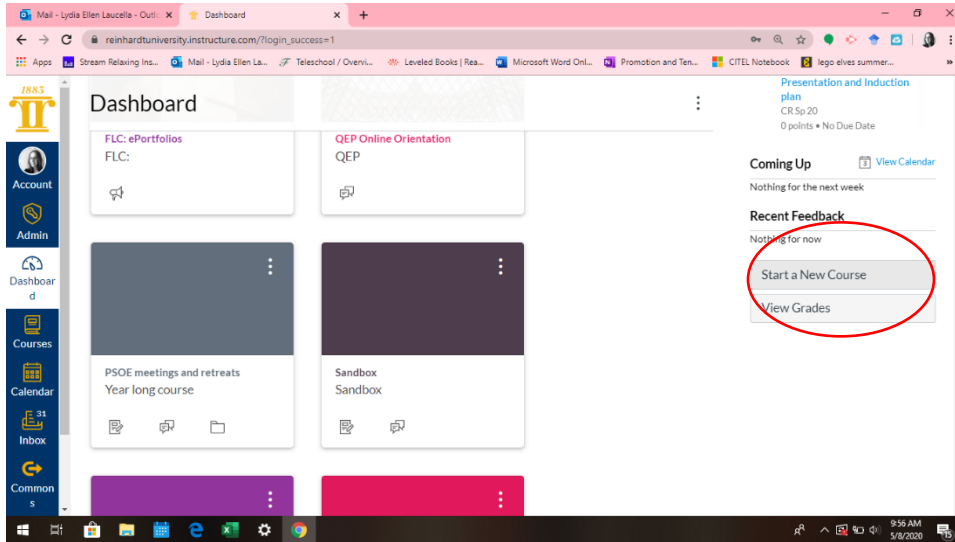 Mail - Lydia Ellen Laucella - Outl
Dashboard
reinhardtuniversity.instructure.com/?login_success=1
Apps
Stream Relaxing Ins...
Mail - Lydia Ellen La...
Teleschool / Overvi...
Leveled Books | Rea...
Microsoft Word Onl...
Promotion and Ten...
CITEL Notebook
lego elves summer...
1883
Account
Admin
Dashboar
d
Courses
Calendar
31
Inbox
Common
s
Dashboard
FLC: ePortfolios
FLC:
QEP Online Orientation
QEP
PSOE meetings and retreats
Year long course
Sandbox
Sandbox
Presentation and Induction
plan
CR Sp 20
0 points • No Due Date
Coming Up
3
View Calendar
Nothing for the next week
Recent Feedback
Nothing for now
Start a New Course
View Grades
9:56 AM
5/8/2020
15